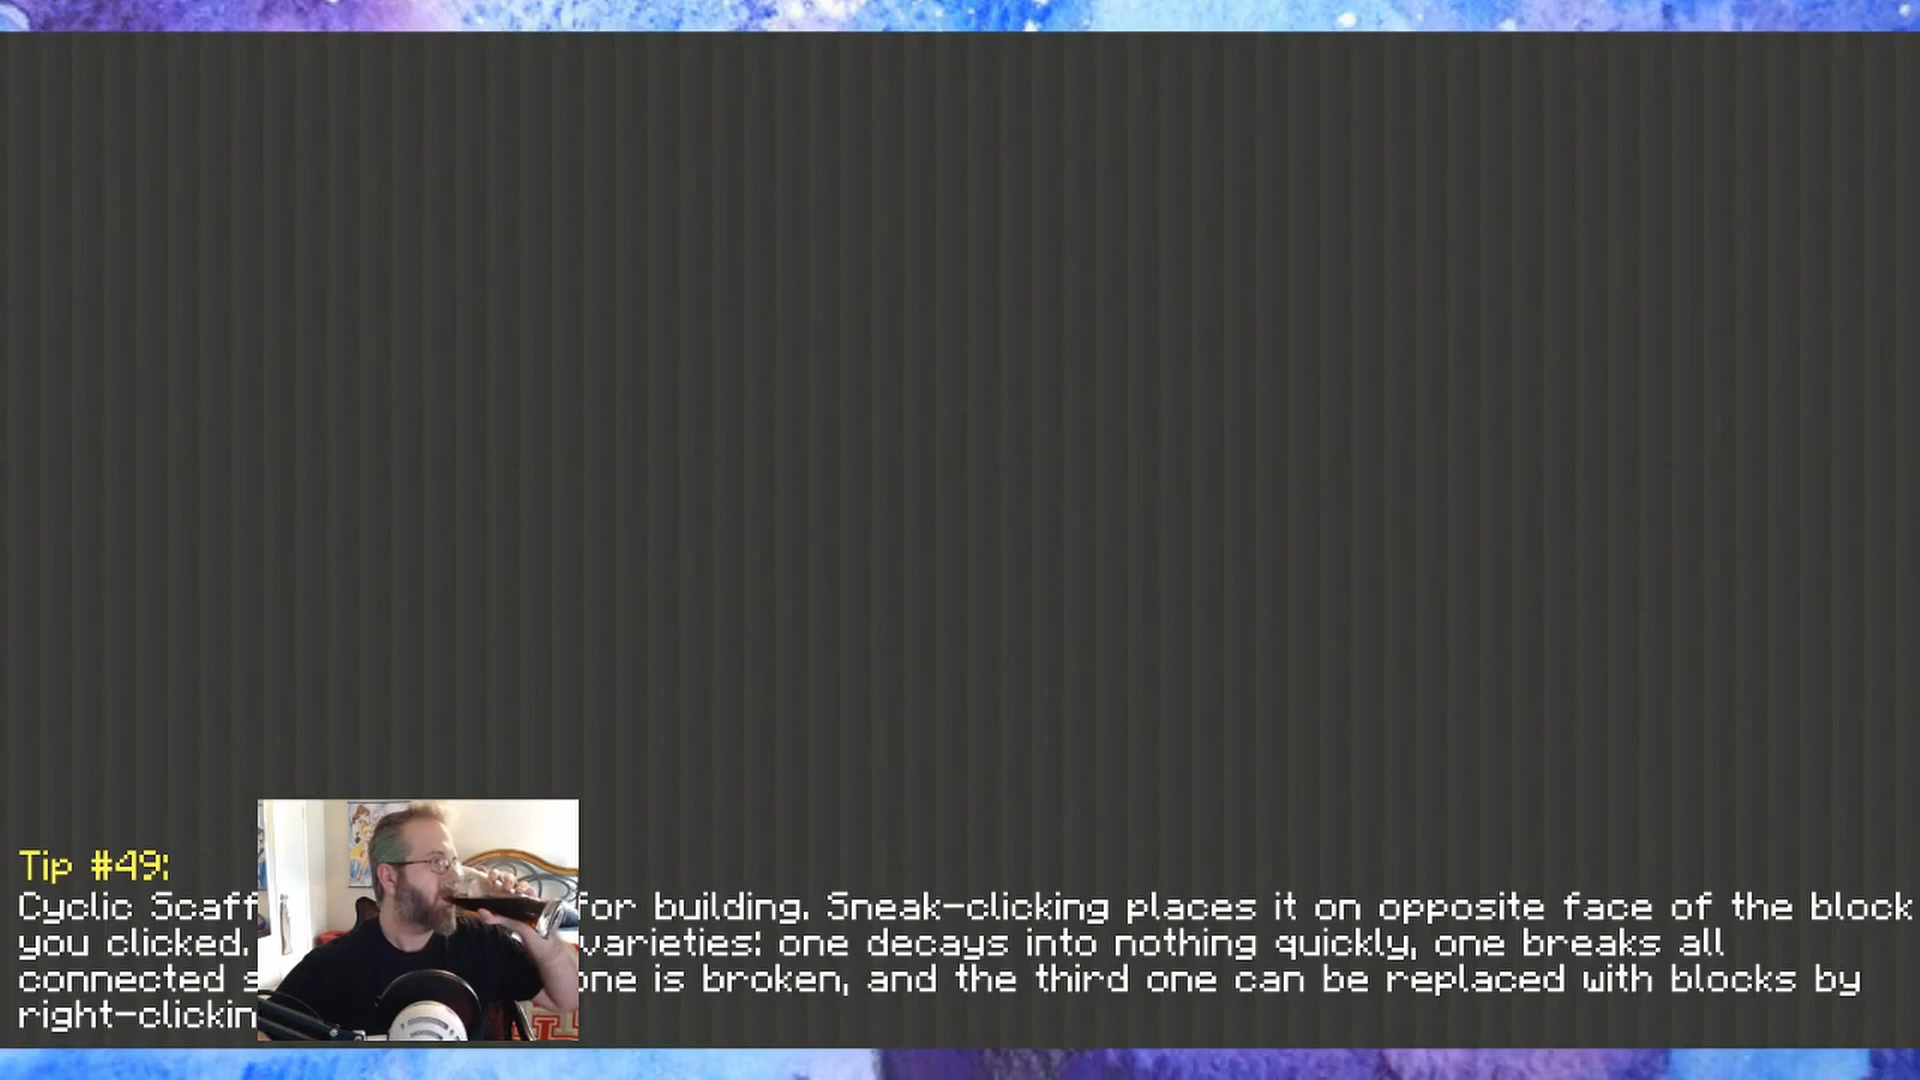 Tip #49:
Cyclic Scaff for building. Sneak-clicking places it on opposite face of the block
you clicked. varieties: one decays into nothing quickly, one breaks all
connected s one is broken, and the third one can be replaced with blocks by
right-clickin